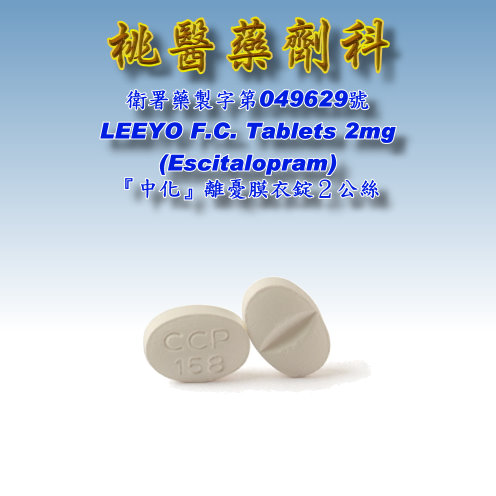 桃醫藥劑科
衛署藥製字第049629號
LEEYO F.C. Tablets 2mg
(Escitalopram)
『中化』離憂膜衣錠２公絲
CCP
158